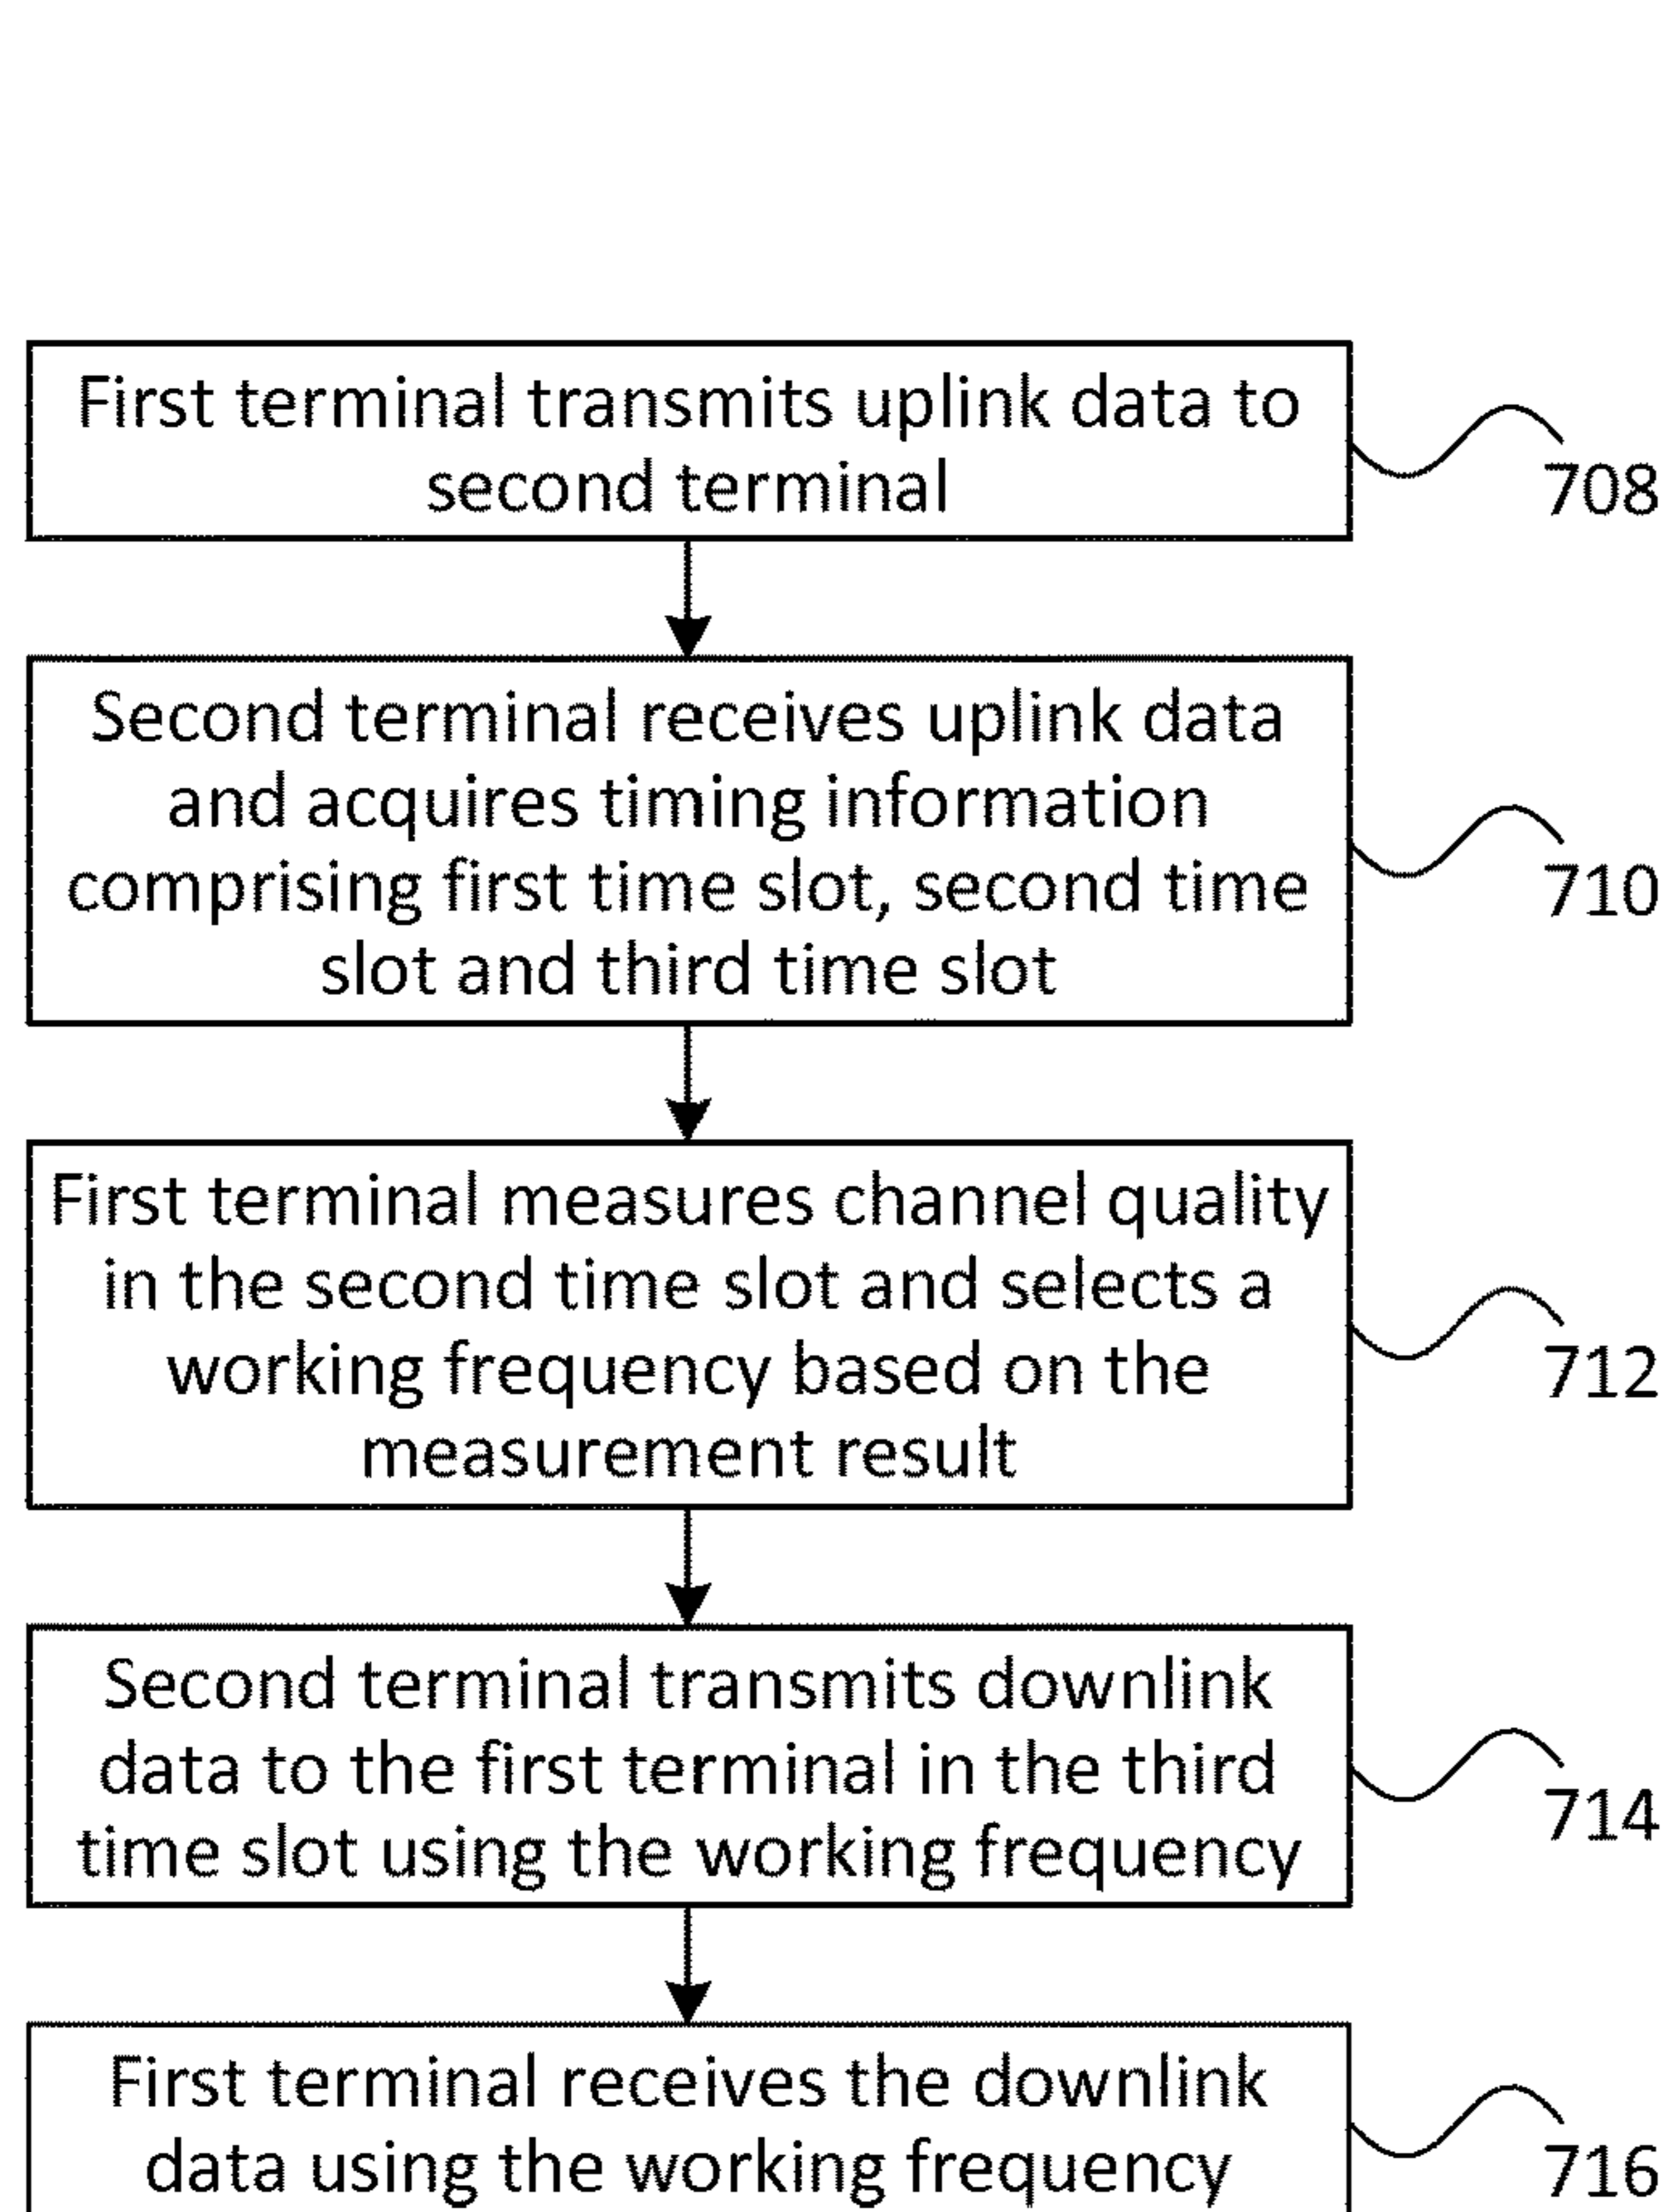 First terminal transmits uplink data to
second terminal
708
Second terminal receives uplink data
and acquires timing information
comprising first time slot, second time
slot and third time slot
710
First terminal measures channel quality
in the second time slot and selects a
working frequency based on the
measurement result
712
Second terminal transmits downlink
data to the first terminal in the third
time slot using the working frequency
714
First terminal receives the downlink
data using the working frequency
716